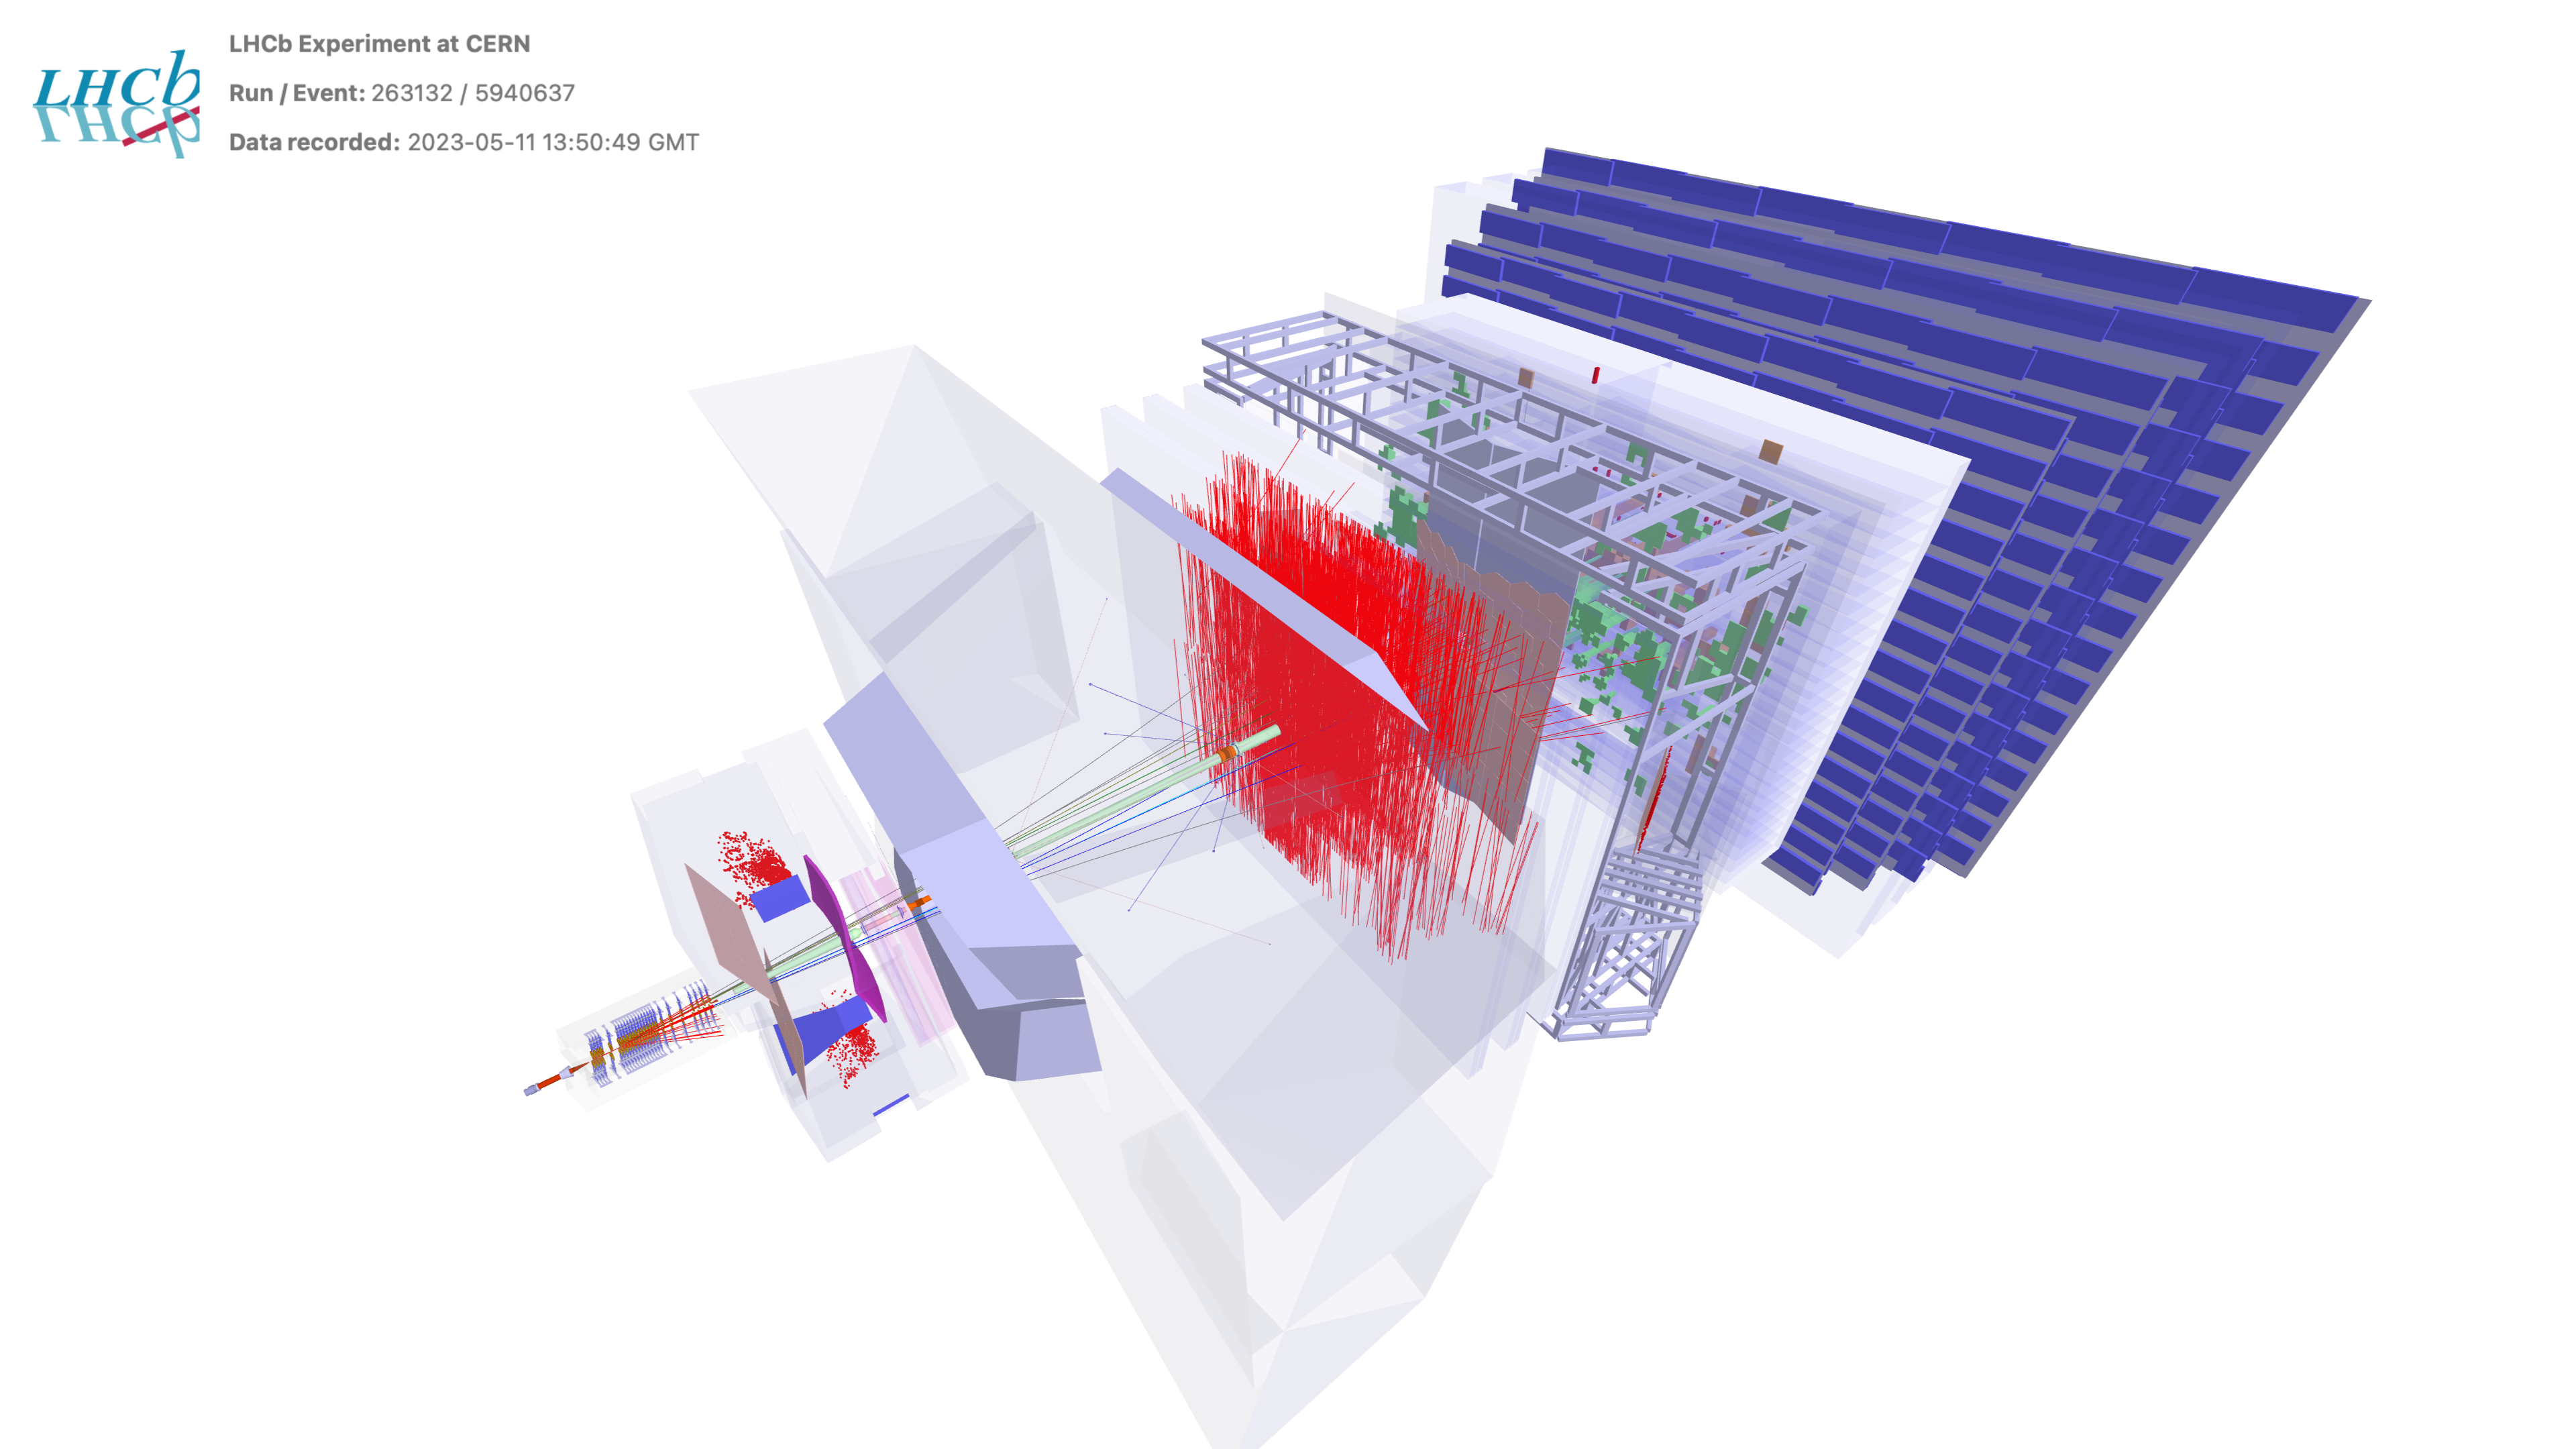 LHCb
LHCb Experiment at CERN
Run / Event: 263132 / 5940637
Data recorded: 2023-05-11 13:50:49 GMT